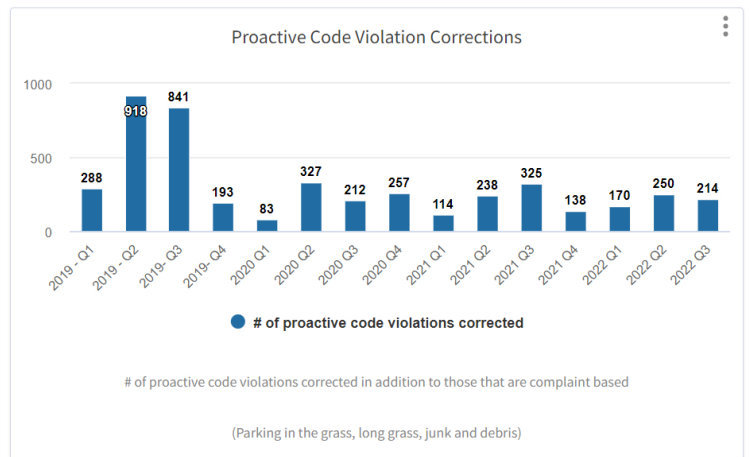 Proactive Code Violation Corrections
1000
500
0
288
918
841
193
83
327
212
257
114
238
325
138
170
250
214
2019 - Q1
2019 - Q2
2019- Q3
2019- Q4
2020 Q1
2020 Q2
2020 Q3
2020 Q4
2021 Q1
2021 Q2
2021 Q3
2021 Q4
2022 Q1
2022 Q2
2022 Q3
# of proactive code violations corrected
# of proactive code violations corrected in addition to those that are complaint based
(Parking in the grass, long grass, junk and debris)